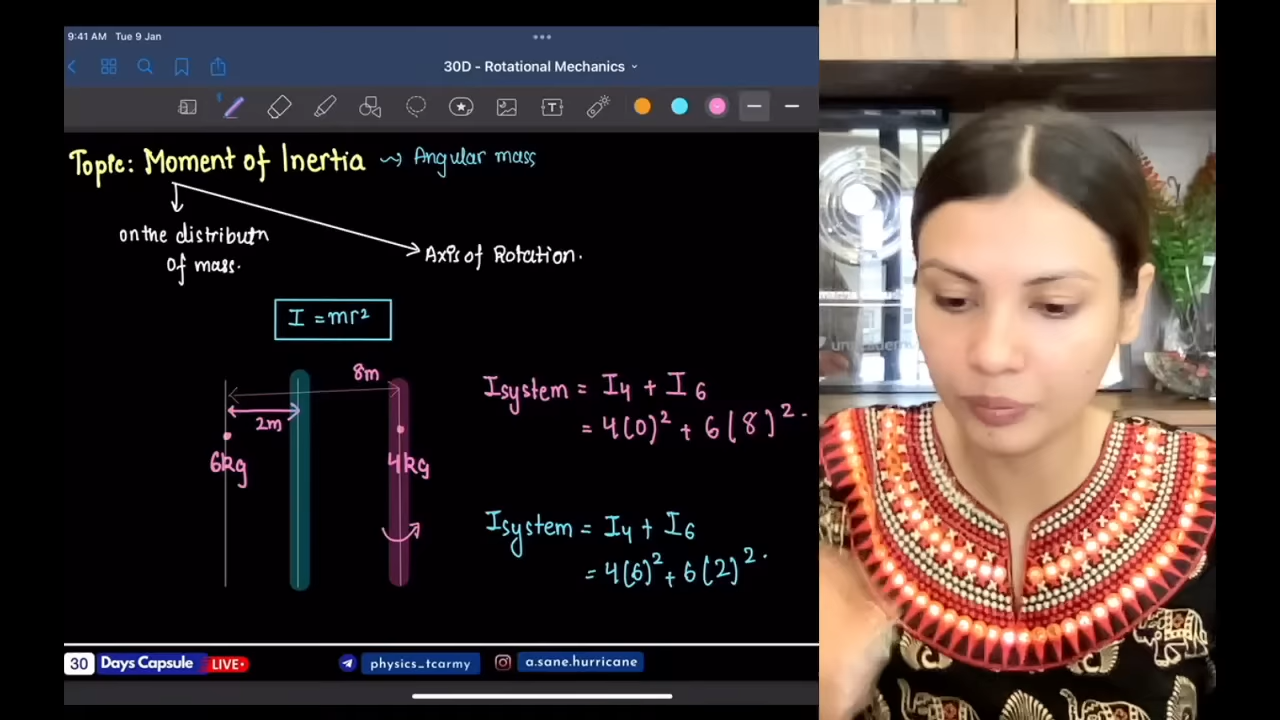 9:41 AM Tue 9 Jan
30D - Rotational Mechanics
Topic: Moment of Inertia ~> Angular mass
on the distributn
of mass.
Axis of Rotation.
I = mr²
8m
2m
6kg
4kg
Isystem = I4 + I6
= 4(0)² + 6(8)².
Isystem = I4 + I6
= 4(6)² + 6(2)².
30 Days Capsule LIVE
physics_tcarmy
a.sane.hurricane